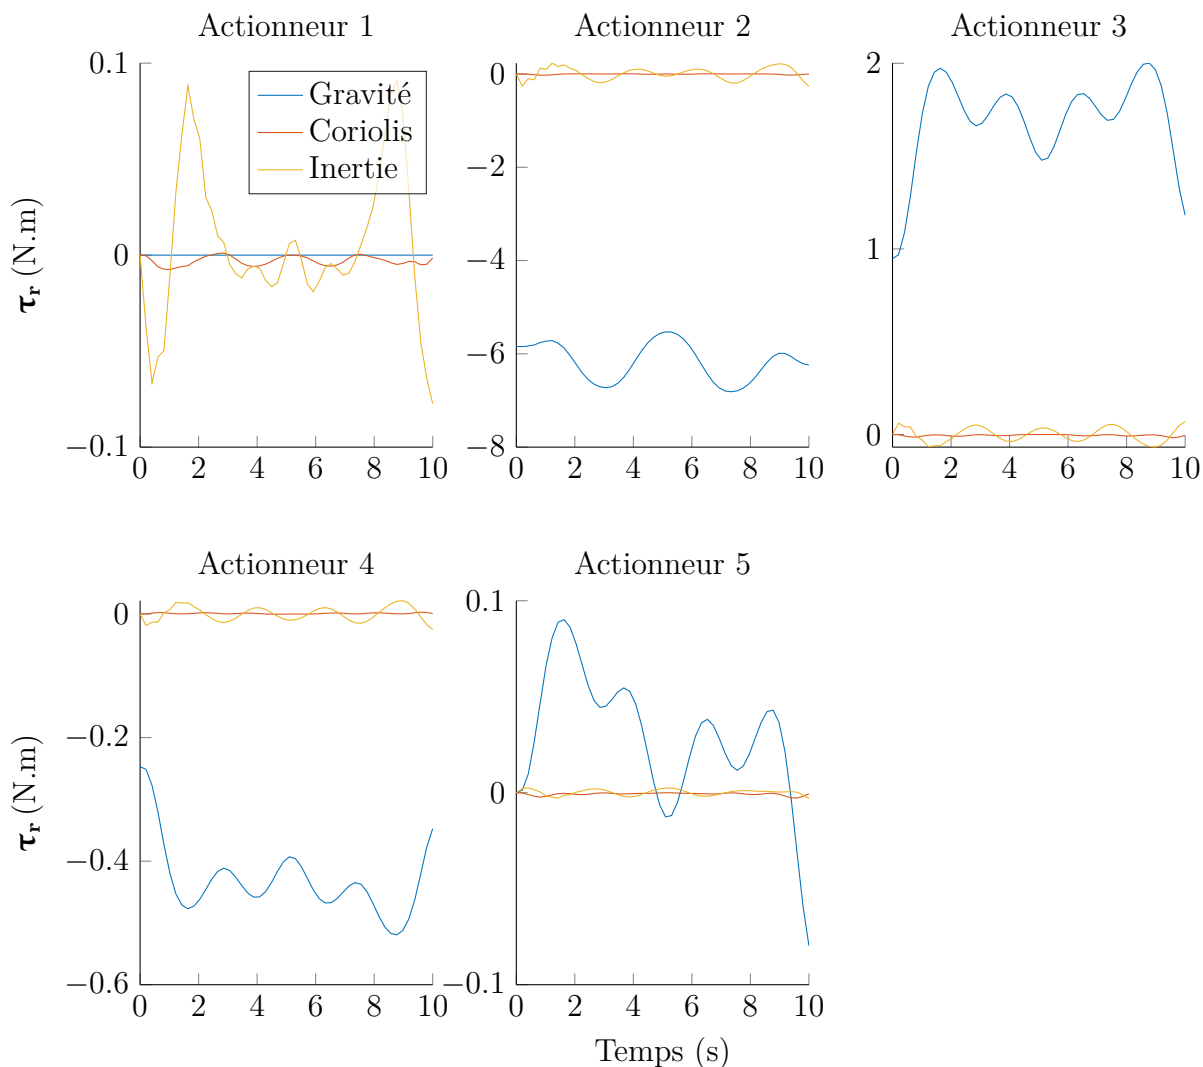 Actionneur 1
Actionneur 2
Actionneur 3
0.1
0
−0.1
τr (N.m)
Gravité
Coriolis
Inertie
0 2 4 6 8 10
0
−2
−4
−6
−8
0 2 4 6 8 10
2
1
0
0 2 4 6 8 10
Actionneur 4
Actionneur 5
0
−0.2
−0.4
−0.6
τr (N.m)
0 2 4 6 8 10
0.1
0
−0.1
0 2 4 6 8 10
Temps (s)